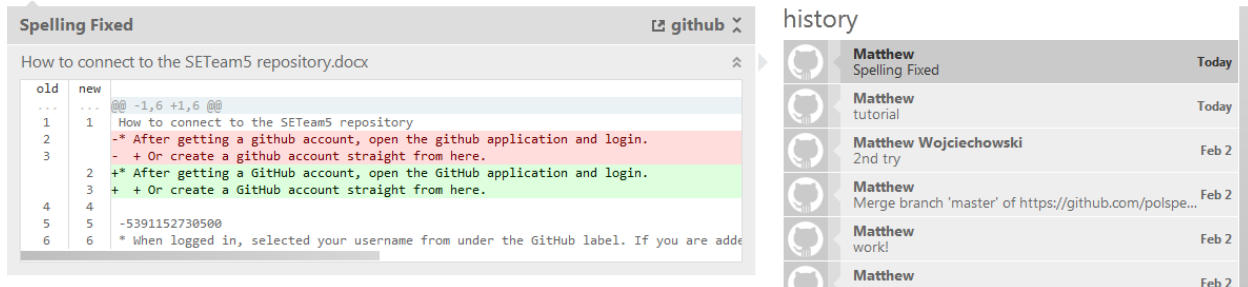 Spelling Fixed
github
How to connect to the SETeam5 repository.docx
old new
... ... @@ -1,6 +1,6 @@
1 1 How to connect to the SETeam5 repository
2 -* After getting a github account, open the github application and login.
3 - + Or create a github account straight from here.
2 +* After getting a GitHub account, open the GitHub application and login.
3 + + Or create a GitHub account straight from here.
4 4
5 5 -5391152730500
6 6 * When logged in, selected your username from under the GitHub label. If you are adde
history
Matthew
Spelling Fixed
Today
Matthew
tutorial
Today
Matthew Wojciechowski
2nd try
Feb 2
Matthew
Merge branch 'master' of https://github.com/polspe...
Feb 2
Matthew
work!
Feb 2
Matthew
Feb 2